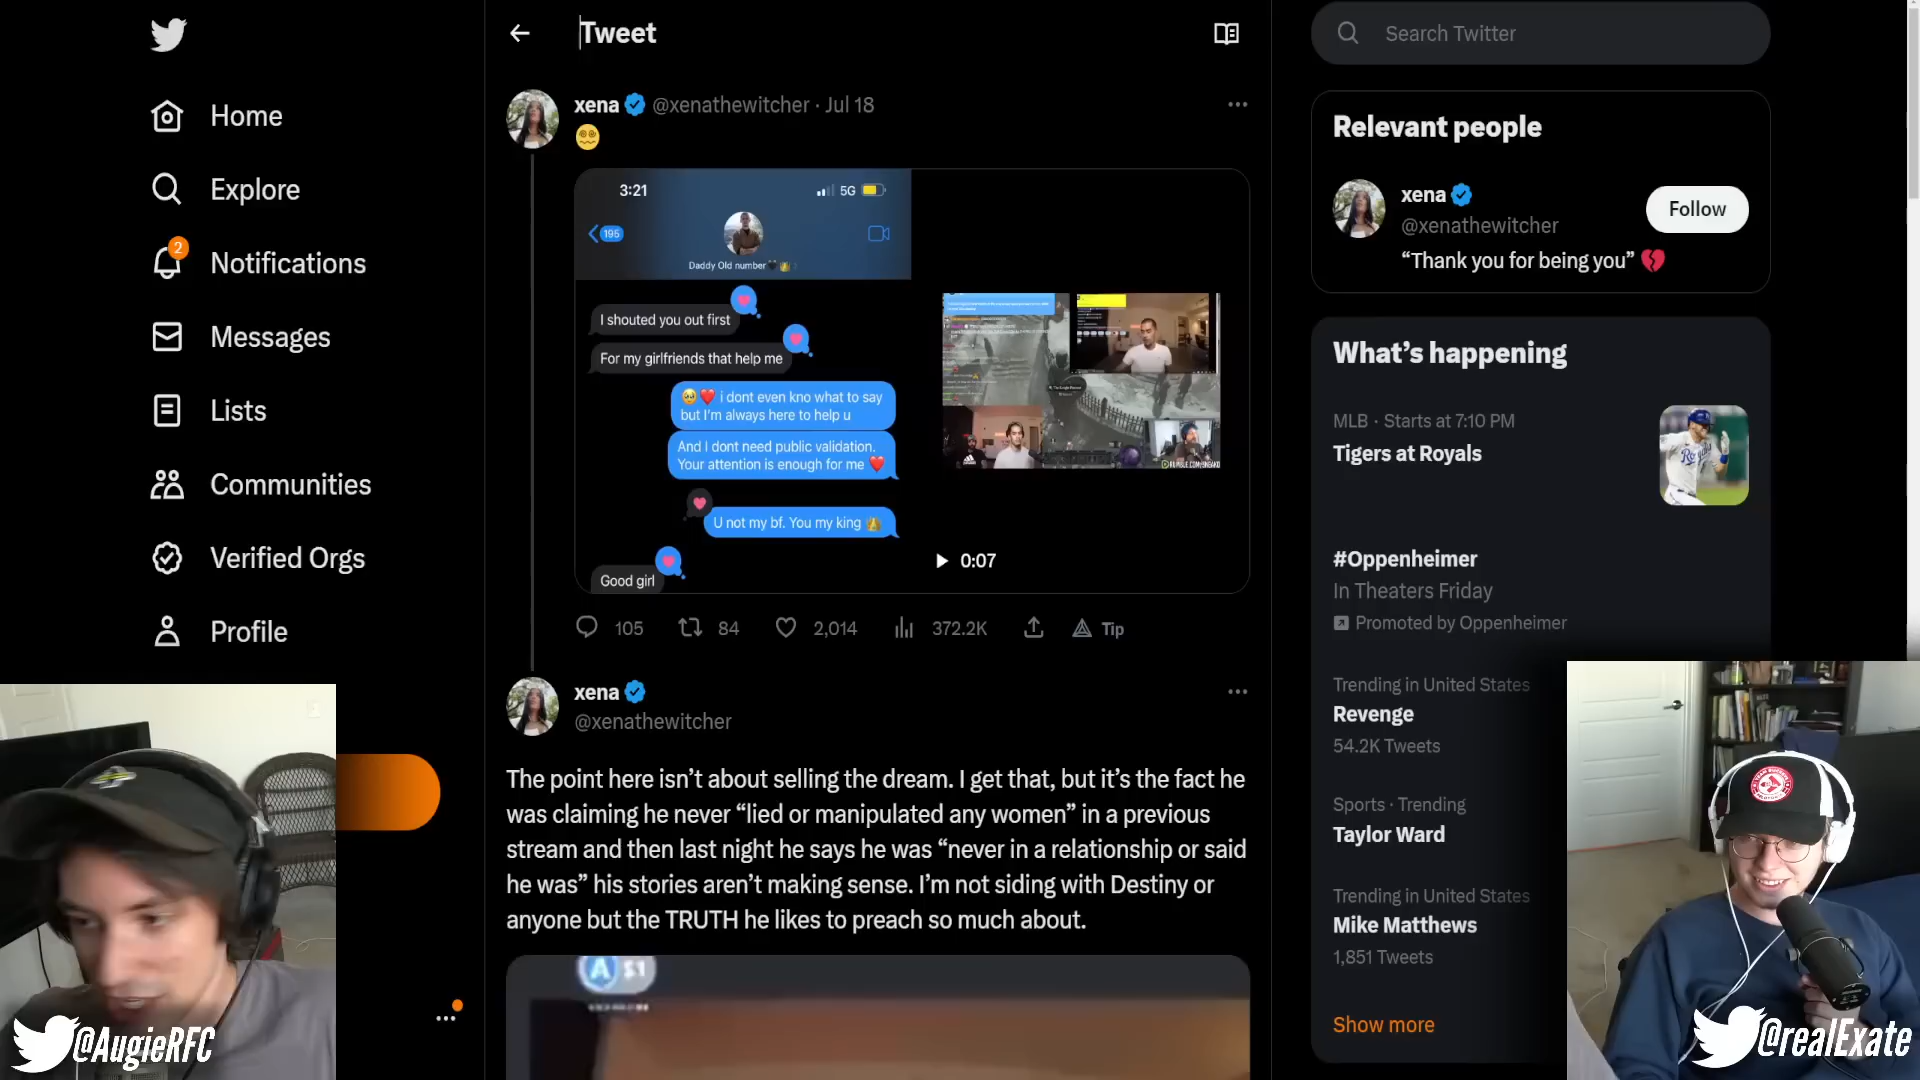 Home
Explore
2
Notifications
Messages
Lists
Communities
Verified Orgs
Profile
@AugieRFC
Tweet
xena @xenathewitcher · Jul 18
3:21
5G
195
Daddy Old number
I shouted you out first
For my girlfriends that help me
i dont even kno what to say
but I'm always here to help u
And I dont need public validation.
Your attention is enough for me
U not my bf. You my king
Good girl
RUMBLE.COM/SNEAKO
0:07
105
84
2,014
372.2K
Tip
xena
@xenathewitcher
The point here isn't about selling the dream. I get that, but it's the fact he
was claiming he never “lied or manipulated any women” in a previous
stream and then last night he says he was “never in a relationship or said
he was” his stories aren't making sense. I'm not siding with Destiny or
anyone but the TRUTH he likes to preach so much about.
A $1
Search Twitter
Relevant people
xena
@xenathewitcher
Follow
“Thank you for being you”
What's happening
MLB · Starts at 7:10 PM
Tigers at Royals
#Oppenheimer
In Theaters Friday
Promoted by Oppenheimer
Trending in United States
Revenge
54.2K Tweets
Sports · Trending
Taylor Ward
Trending in United States
Mike Matthews
1,851 Tweets
Show more
@realExate